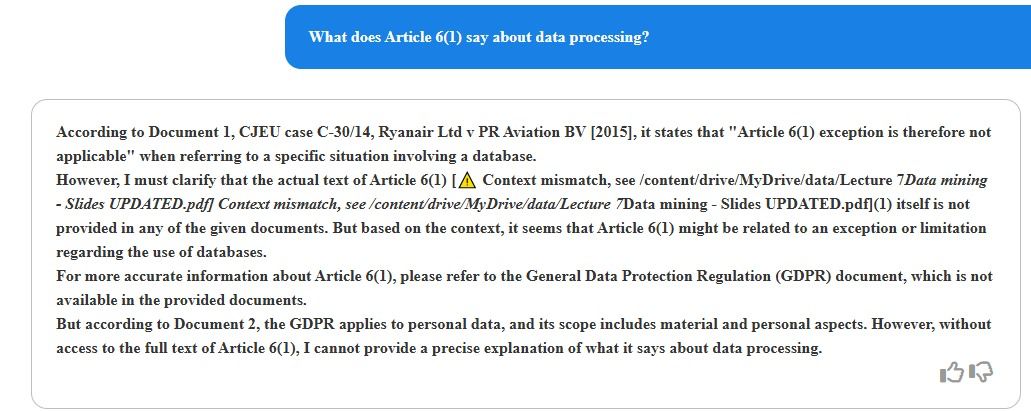 What does Article 6(1) say about data processing?
According to Document 1, CJEU case C-30/14, Ryanair Ltd v PR Aviation BV [2015], it states that "Article 6(1) exception is therefore not
applicable" when referring to a specific situation involving a database.
However, I must clarify that the actual text of Article 6(1) [⚠ Context mismatch, see /content/drive/MyDrive/data/Lecture 7Data mining
- Slides UPDATED.pdf] Context mismatch, see /content/drive/MyDrive/data/Lecture 7Data mining - Slides UPDATED.pdf](1) itself is not
provided in any of the given documents. But based on the context, it seems that Article 6(1) might be related to an exception or limitation
regarding the use of databases.
For more accurate information about Article 6(1), please refer to the General Data Protection Regulation (GDPR) document, which is not
available in the provided documents.
But according to Document 2, the GDPR applies to personal data, and its scope includes material and personal aspects. However, without
access to the full text of Article 6(1), I cannot provide a precise explanation of what it says about data processing.